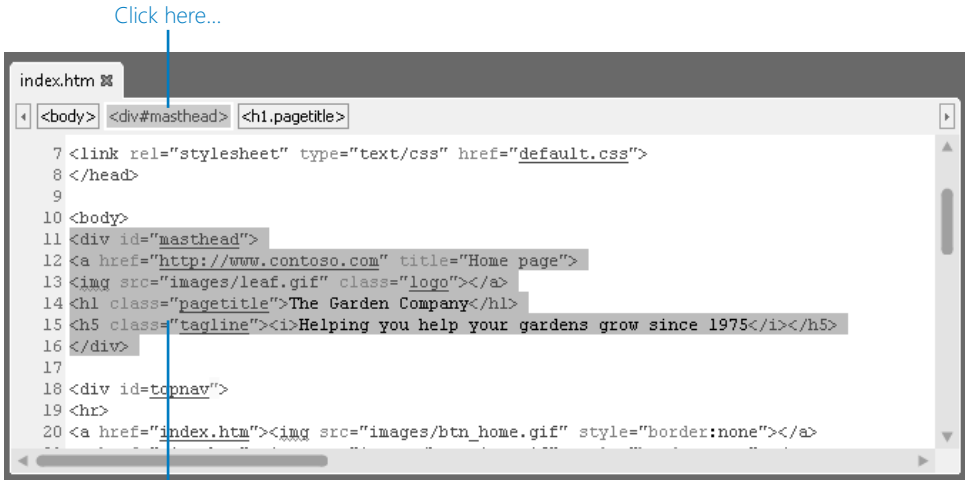 Click here...
index.htm
<body> <div#masthead> <h1.pagetitle>
7 <link rel="stylesheet" type="text/css" href="default.css">
8 </head>
9
10 <body>
11 <div id="masthead">
12 <a href="http://www.contoso.com" title="Home page">
13 <img src="images/leaf.gif" class="logo"></a>
14 <h1 class="pagetitle">The Garden Company</h1>
15 <h5 class="tagline"><i>Helping you help your gardens grow since 1975</i></h5>
16 </div>
17
18 <div id=topnav">
19 <hr>
20 <a href="index.htm"><img src="images/btn_home.gif" style="border:none"></a>